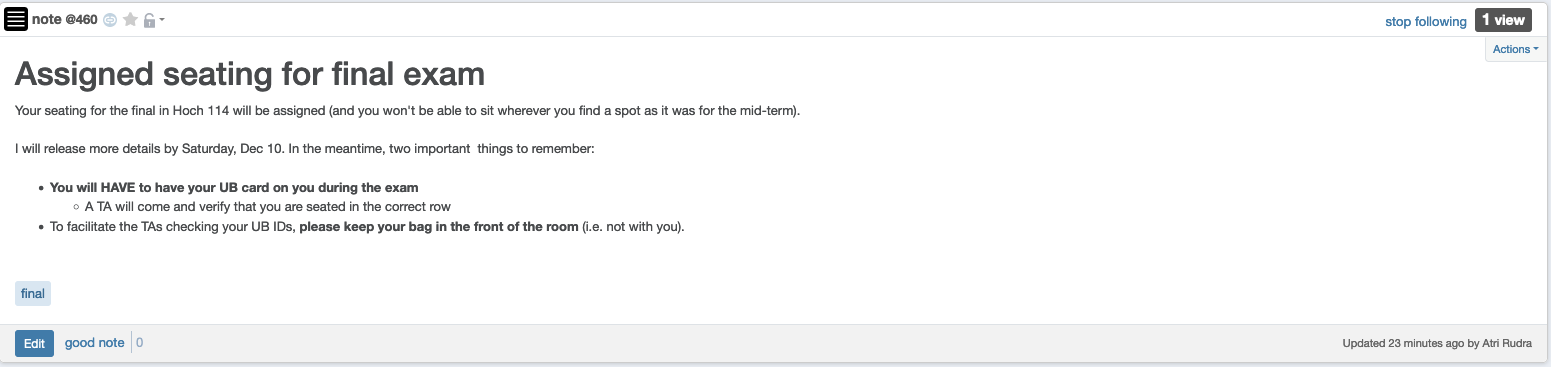 note @460
stop following 1 view
Actions
Assigned seating for final exam
Your seating for the final in Hoch 114 will be assigned (and you won't be able to sit wherever you find a spot as it was for the mid-term).
I will release more details by Saturday, Dec 10. In the meantime, two important  things to remember:
• You will HAVE to have your UB card on you during the exam
◦ A TA will come and verify that you are seated in the correct row
• To facilitate the TAs checking your UB IDs, please keep your bag in the front of the room (i.e. not with you).
final
Edit good note 0
Updated 23 minutes ago by Atri Rudra